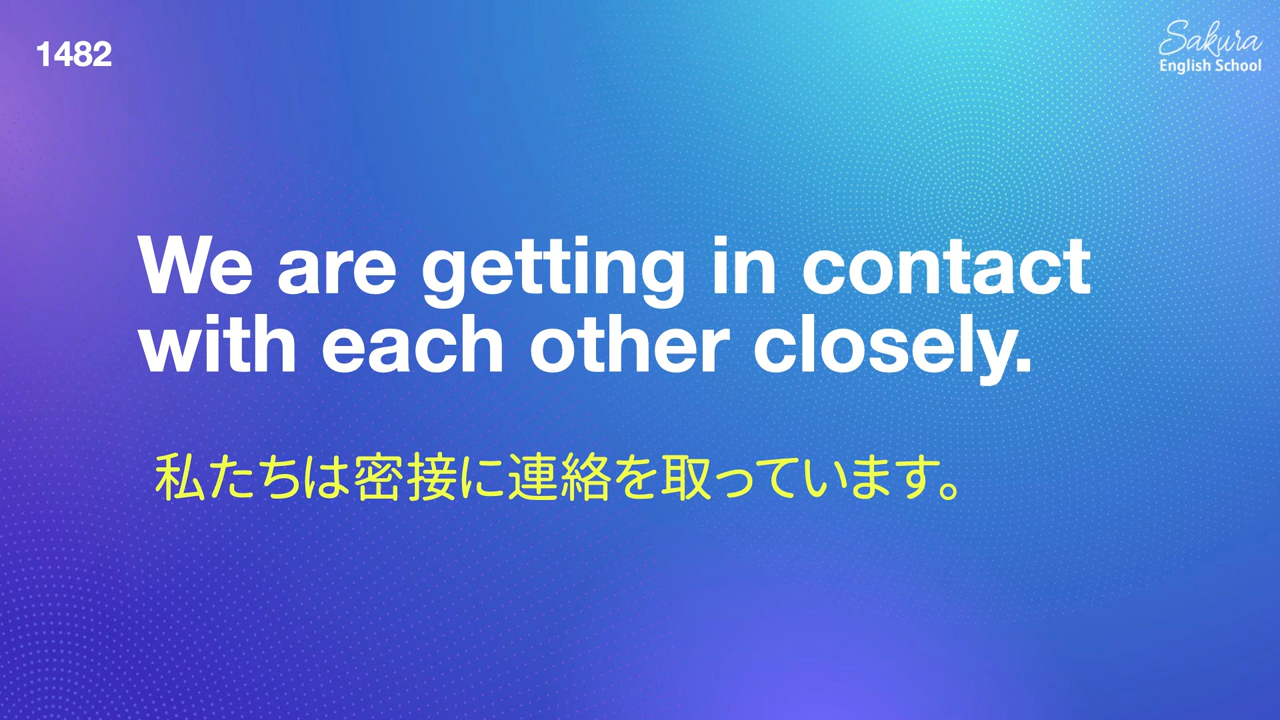 1482
Sakura
English School
We are getting in contact
with each other closely.
私たちは密接に連絡を取っています。